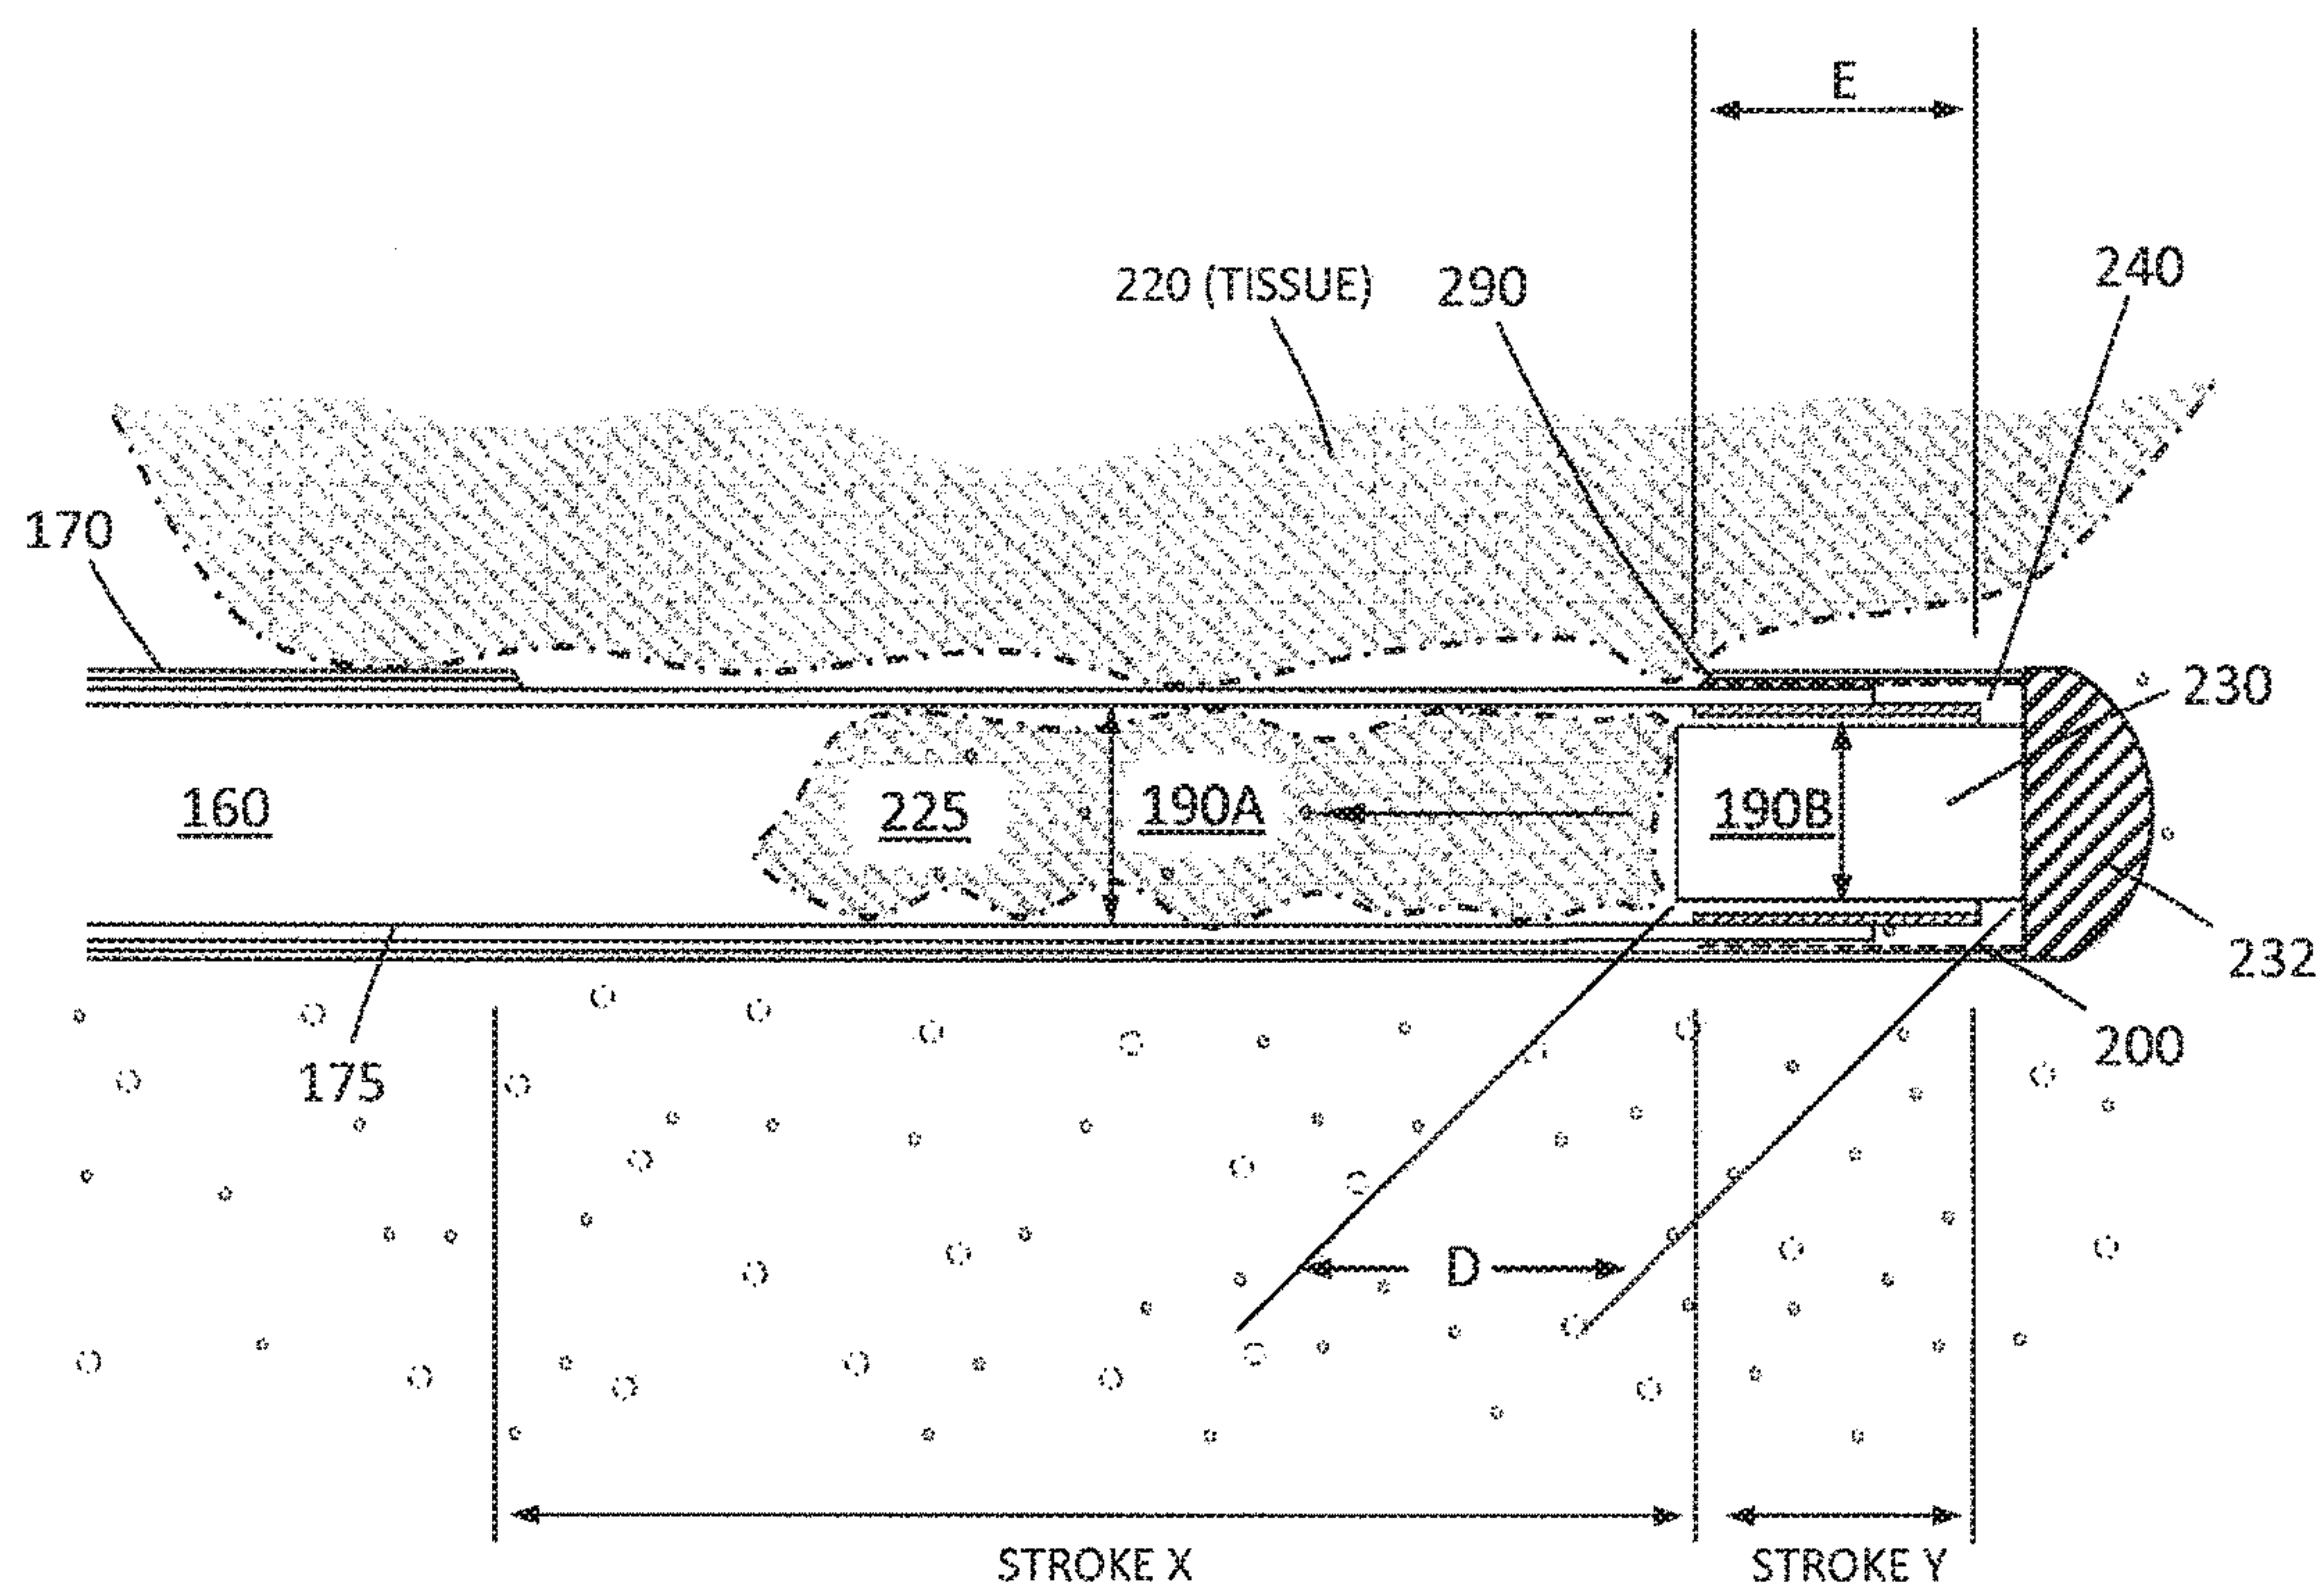 E
240
220 (TISSUE)
290
170
230
160
225
190A
190B
232
200
175
D
STROKE X
STROKE Y